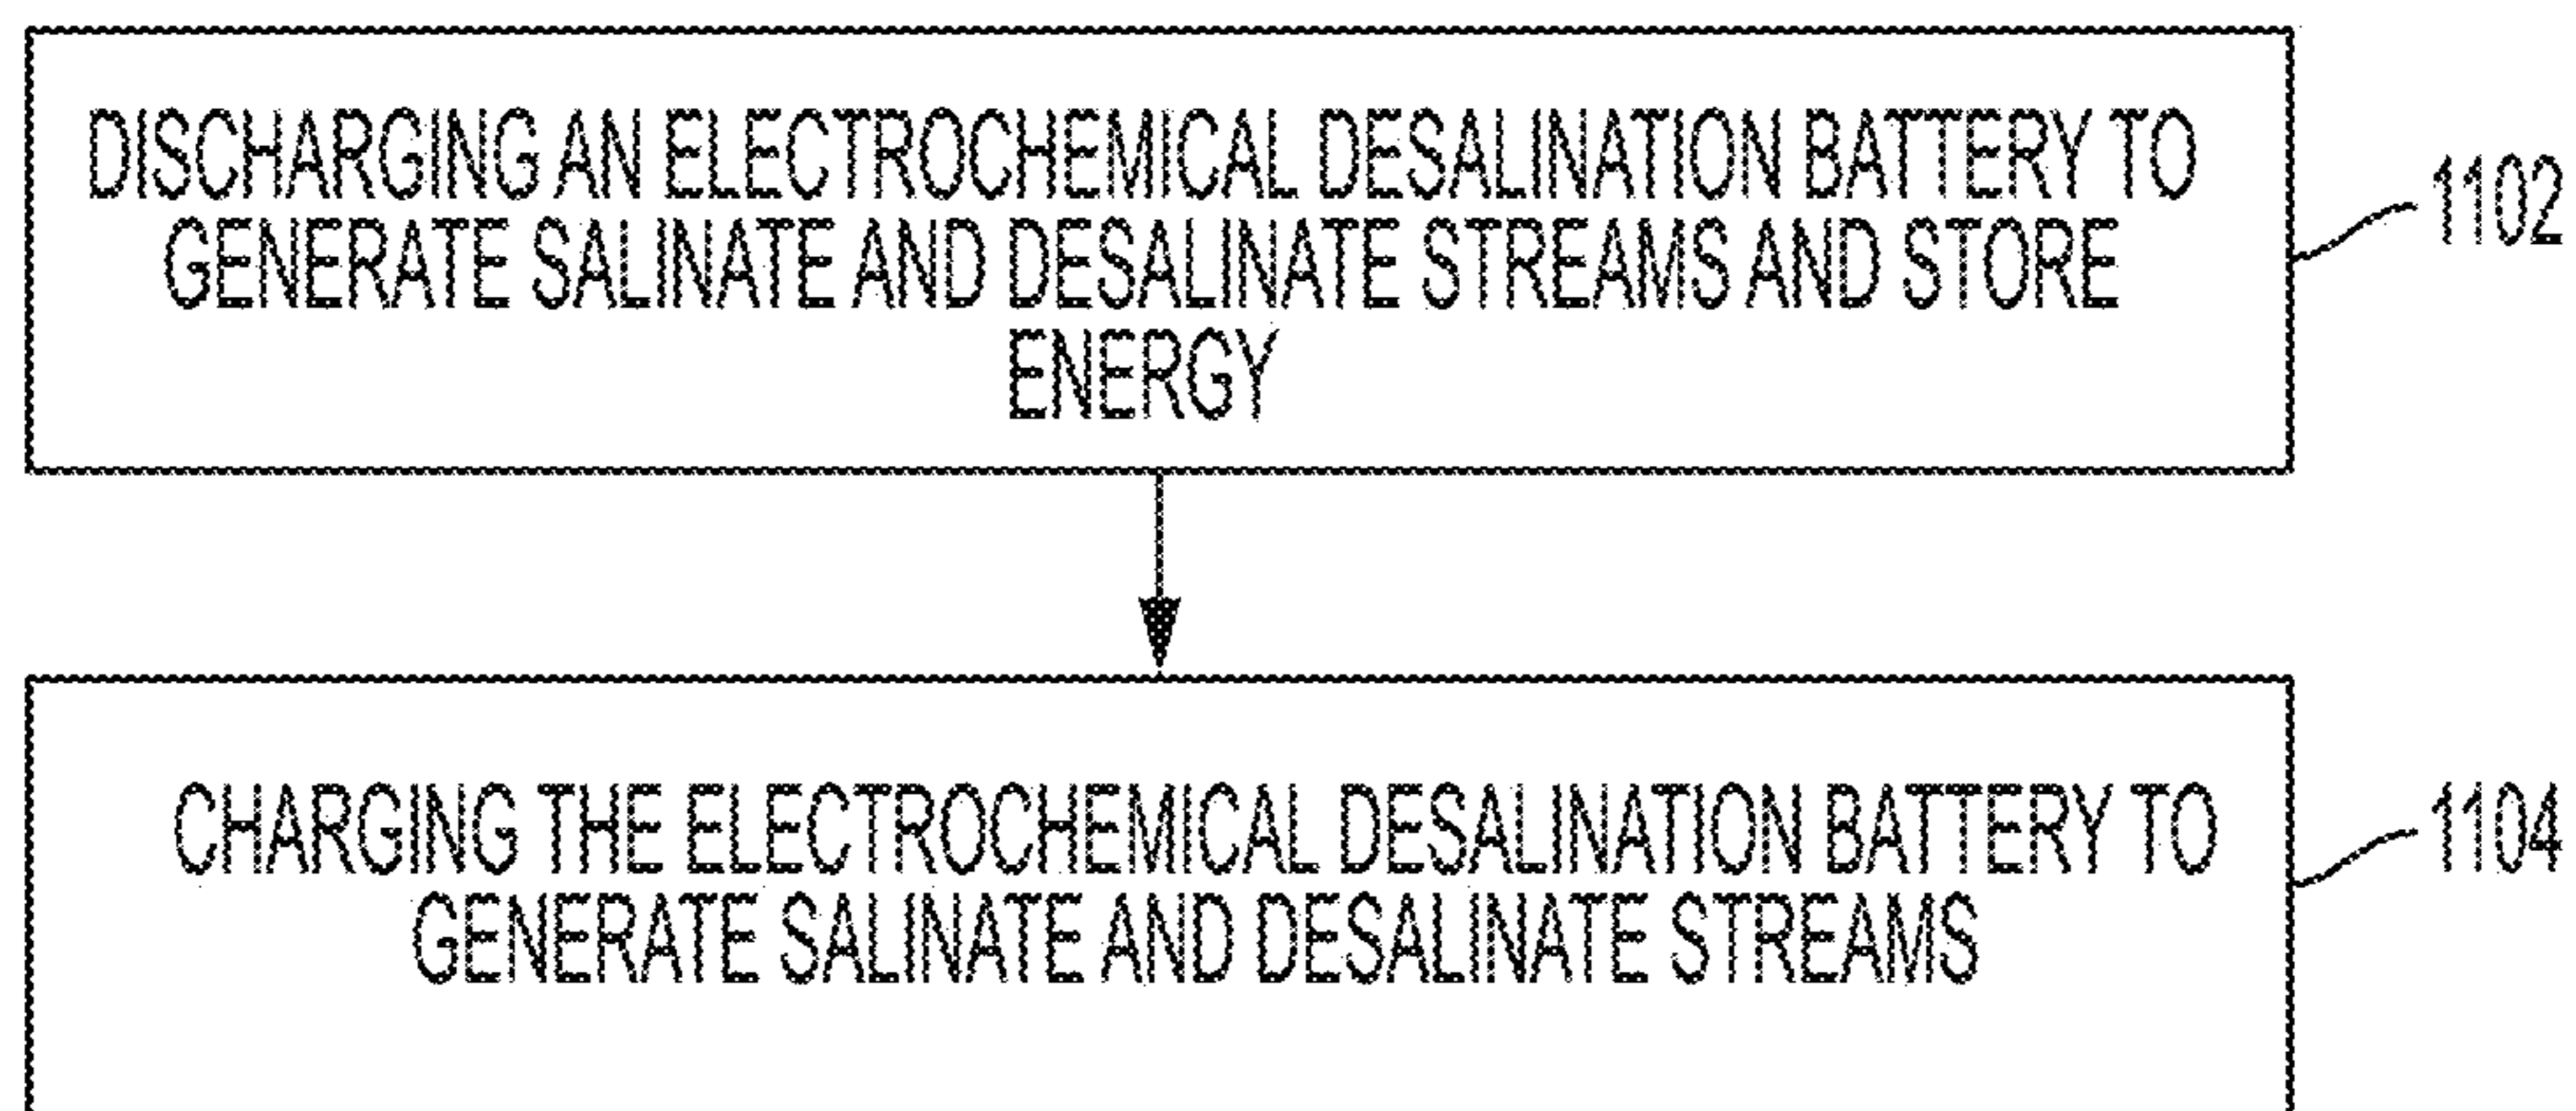 DISCHARGING AN ELECTROCHEMICAL DESALINATION BATTERY TO
GENERATE SALINATE AND DESALINATE STREAMS AND STORE
ENERGY
1102
CHARGING THE ELECTROCHEMICAL DESALINATION BATTERY TO
GENERATE SALINATE AND DESALINATE STREAMS
1104